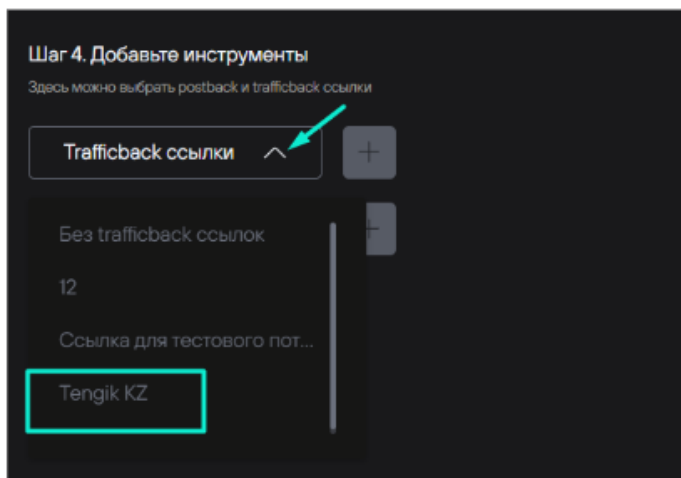 Шаг 4. Добавьте инструменты
Здесь можно выбрать postback и trafficback ссылки
Trafficback ссылки
Без trafficback ссылок
12
Ссылка для тестового пот...
Tengik KZ